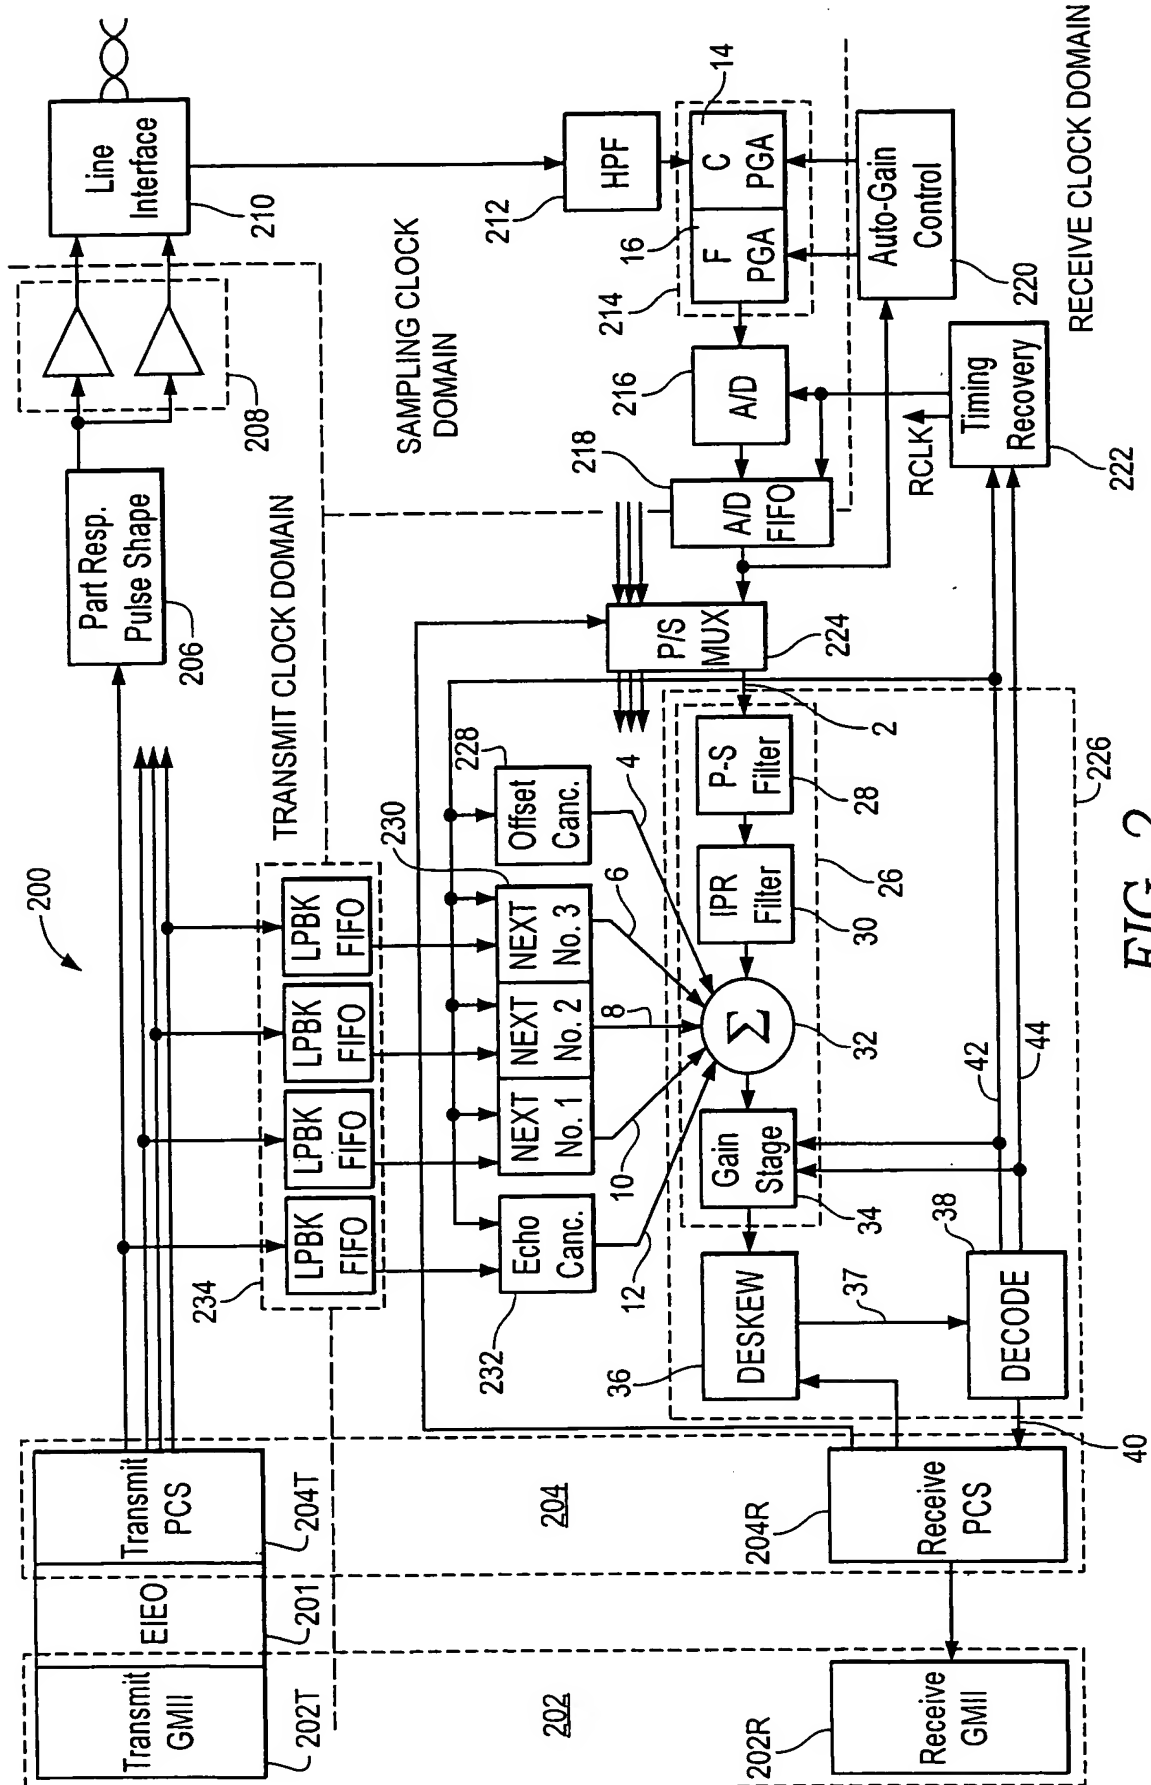 200
Transmit
GMII
202T
EIEO
201
Transmit
PCS
204T
Part Resp.
Pulse Shape
206
208
Line
Interface
210
TRANSMIT CLOCK DOMAIN
SAMPLING CLOCK
DOMAIN
234
LPBK
FIFO
LPBK
FIFO
LPBK
FIFO
LPBK
FIFO
HPF
212
232
Echo
Canc.
NEXT
No. 1
NEXT
No. 2
NEXT
No. 3
230
Offset
Canc.
228
P/S
MUX
224
A/D
FIFO
218
A/D
216
214
F
PGA
16
C
PGA
14
12
10
8
6
4
2
202
204
36
DESKEW
Gain
Stage
34
Σ
32
IPR
Filter
30
P-S
Filter
28
26
Auto-Gain
Control
220
202R
Receive
GMII
204R
Receive
PCS
37
38
DECODE
40
42
44
226
RCLK
Timing
Recovery
222
RECEIVE CLOCK DOMAIN
FIG. 2